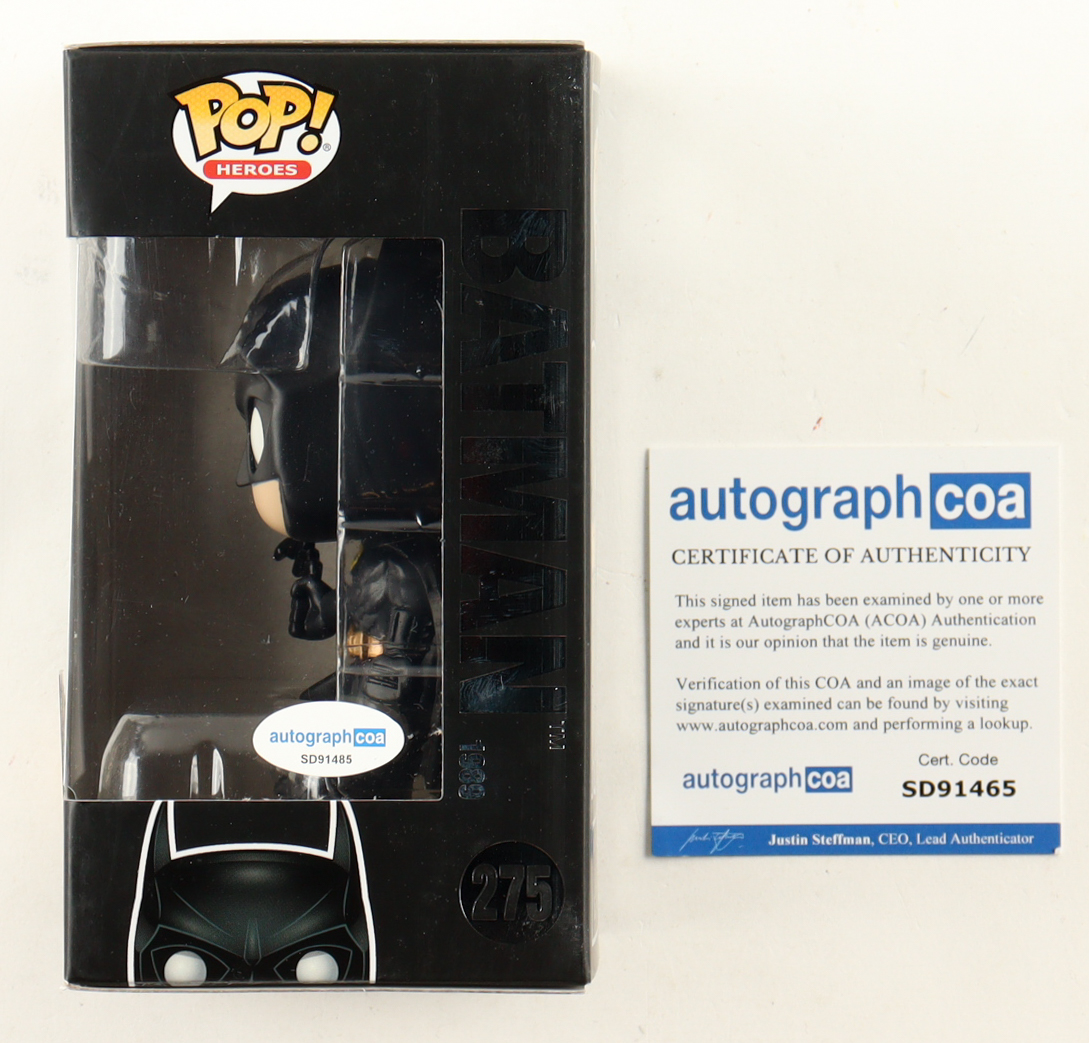 POP!®
HEROES
BATMAN™
1989
275
autographcoa
SD91485
autographcoa
CERTIFICATE OF AUTHENTICITY
This signed item has been examined by one or more
experts at AutographCOA (ACOA) Authentication
and it is our opinion that the item is genuine.
Verification of this COA and an image of the exact
signature(s) examined can be found by visiting
www.autographcoa.com and performing a lookup.
autographcoa
Cert. Code
SD91465
Justin Steffman, CEO, Lead Authenticator